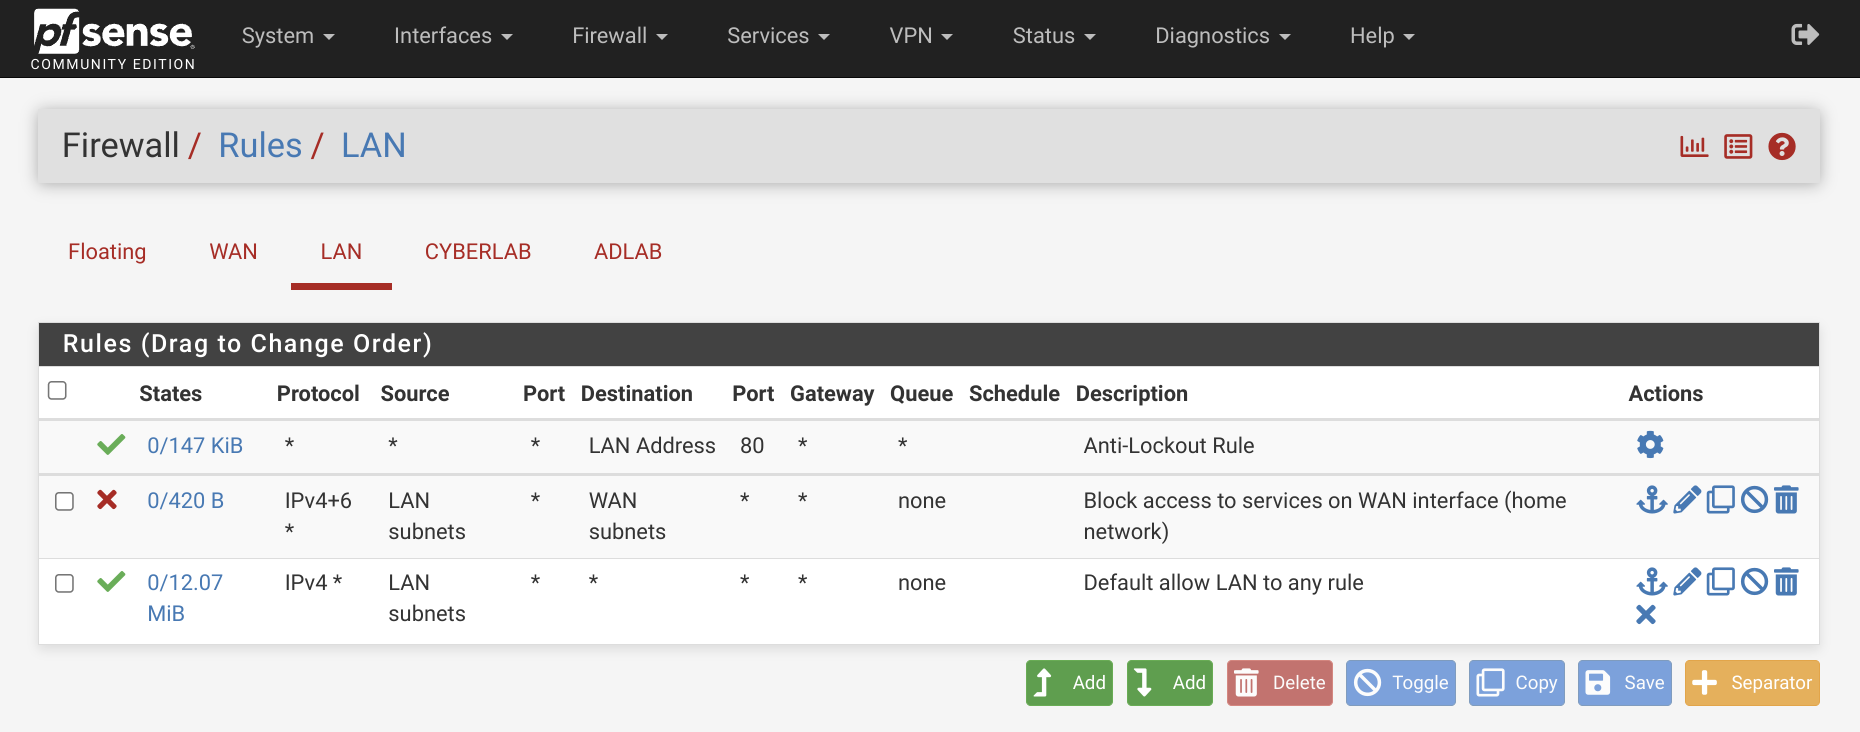 pfsense
COMMUNITY EDITION
System Interfaces Firewall Services VPN Status Diagnostics Help
Firewall / Rules / LAN
Floating WAN LAN CYBERLAB ADLAB
Rules (Drag to Change Order)
States Protocol Source Port Destination Port Gateway Queue Schedule Description Actions
0/147 KiB * * * LAN Address 80 * * Anti-Lockout Rule
0/420 B IPv4+6 LAN * WAN * * none Block access to services on WAN interface (home
* subnets subnets network)
0/12.07 IPv4 * LAN * * * * none Default allow LAN to any rule
MiB subnets
Add Add Delete Toggle Copy Save Separator